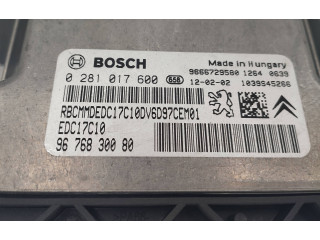 BOSCH
Made in Hungary
0 281 017 600 658
9666729580 1264 0639
12-02-02 1039S45266
RBCMMDEDC17C10DV6D97CEM01
EDC17C10
96 768 300 80